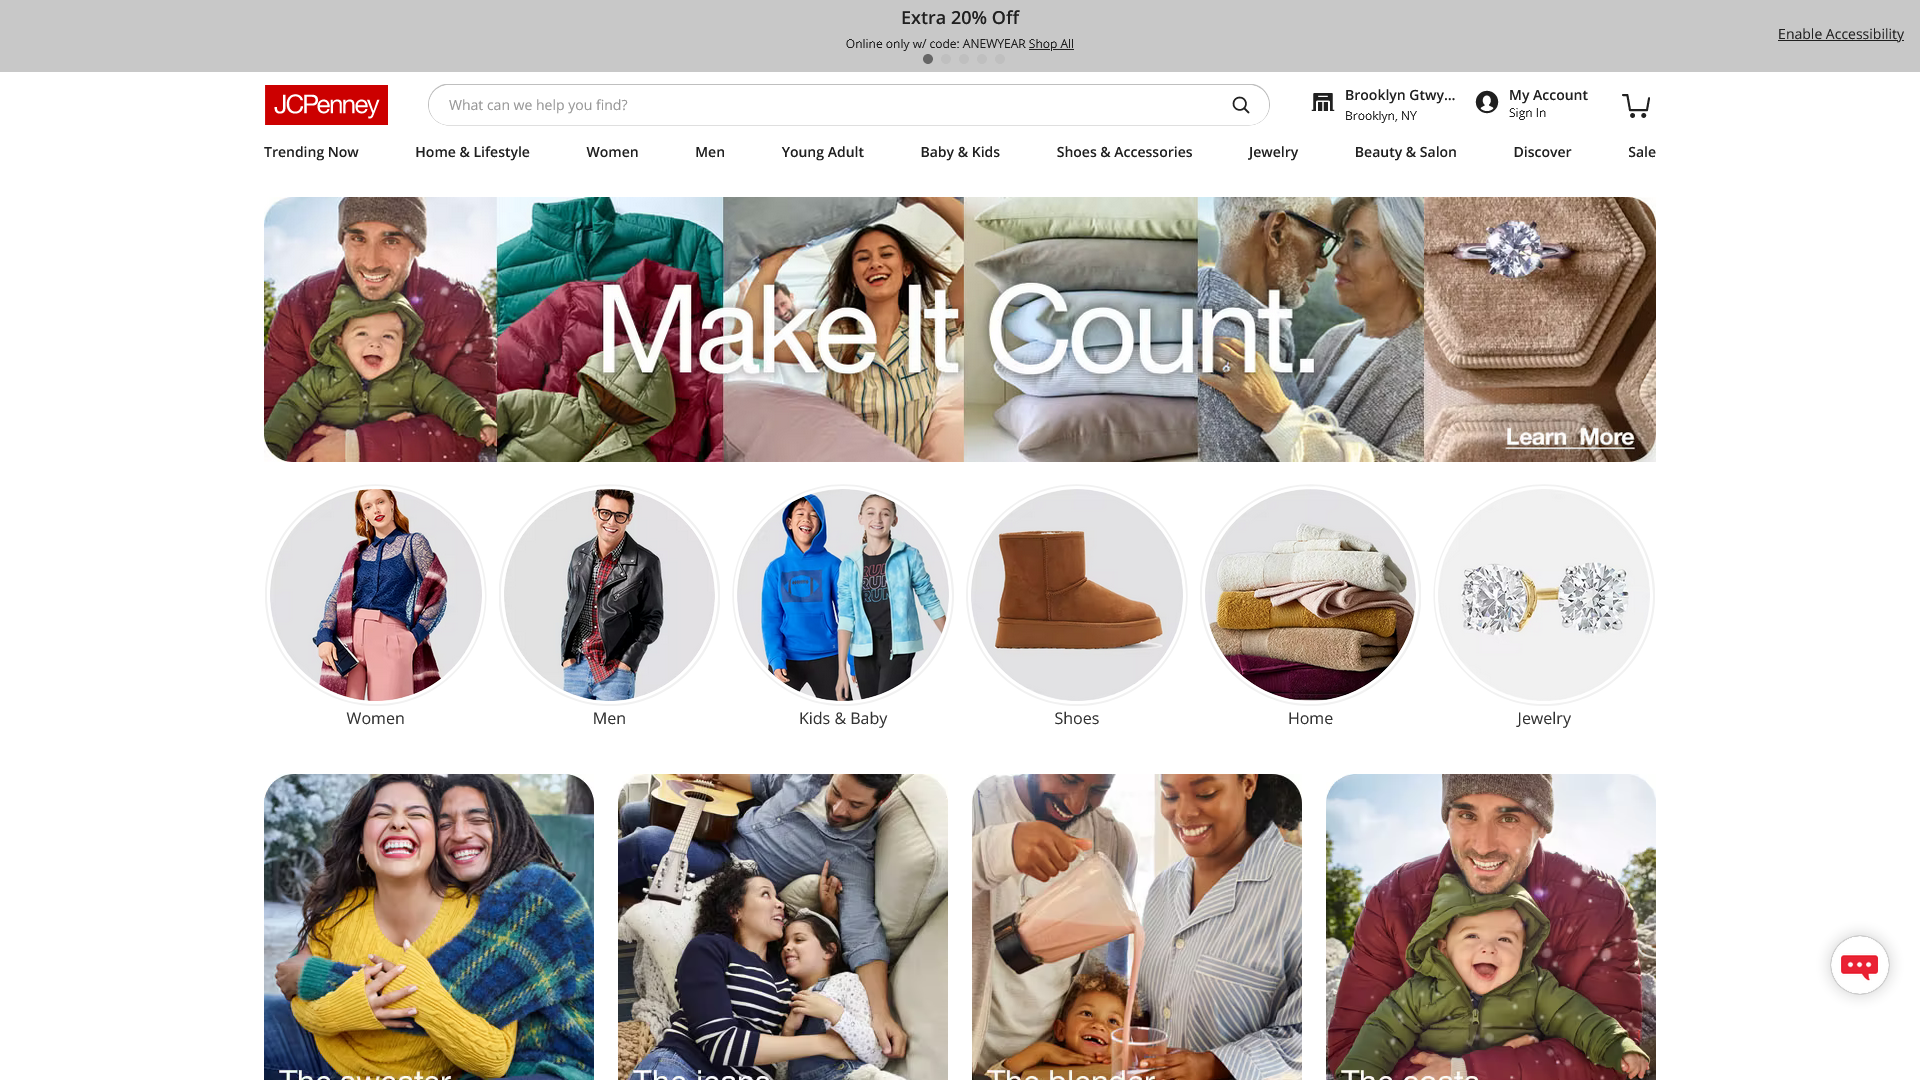 Extra 20% Off
Online only w/ code: ANEWYEAR Shop All
Enable Accessibility
JCPenney
What can we help you find?
Brooklyn Gtwy...
Brooklyn, NY
My Account
Sign In
Trending Now
Home & Lifestyle
Women
Men
Young Adult
Baby & Kids
Shoes & Accessories
Jewelry
Beauty & Salon
Discover
Sale
Make It Count.
Learn More
Women
Men
Kids & Baby
Shoes
Home
Jewelry
The sweater
The jeans
The blender
The coats